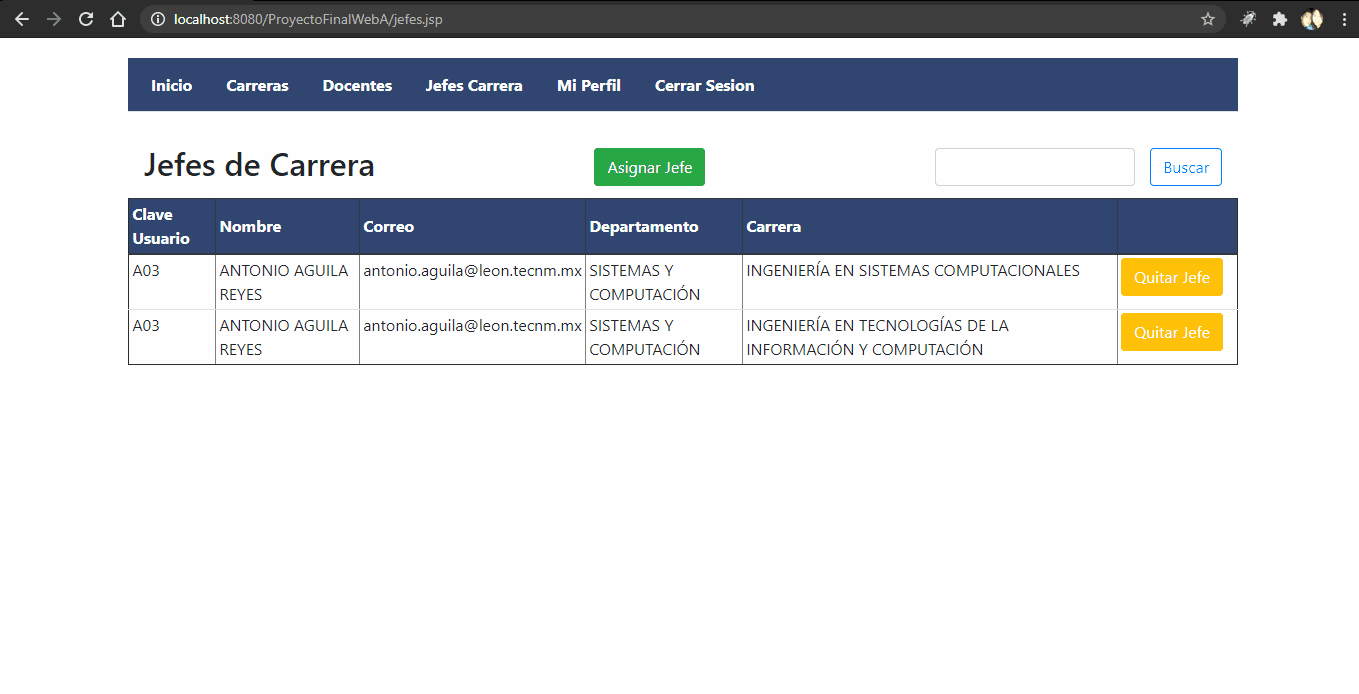 localhost:8080/ProyectoFinalWebA/jefes.jsp
Inicio Carreras Docentes Jefes Carrera Mi Perfil Cerrar Sesion
Jefes de Carrera Asignar Jefe Buscar
Clave Usuario Nombre Correo Departamento Carrera
A03 ANTONIO AGUILA REYES antonio.aguila@leon.tecnm.mx SISTEMAS Y COMPUTACIÓN INGENIERÍA EN SISTEMAS COMPUTACIONALES Quitar Jefe
A03 ANTONIO AGUILA REYES antonio.aguila@leon.tecnm.mx SISTEMAS Y COMPUTACIÓN INGENIERÍA EN TECNOLOGÍAS DE LA INFORMACIÓN Y COMPUTACIÓN Quitar Jefe